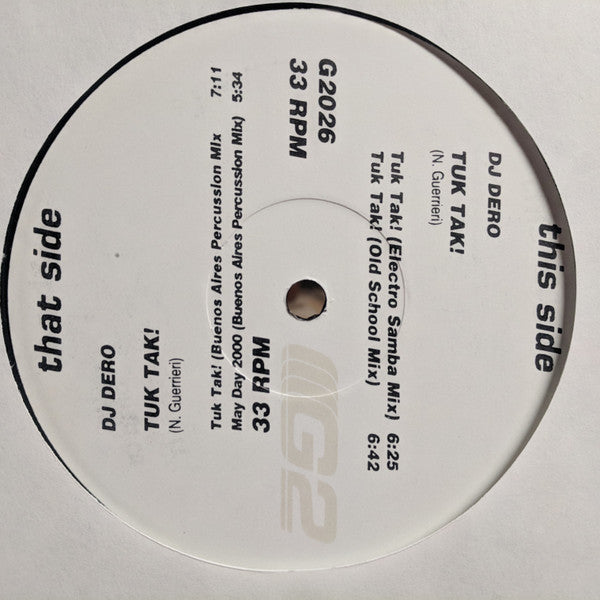 this side
DJ DERO
TUK TAK!
(N. Guerrieri)
Tuk Tak! (Electro Samba Mix) 6:25
Tuk Tak! (Old School Mix) 6:42
G2026
33 RPM
G2
that side
DJ DERO
TUK TAK!
(N. Guerrieri)
Tuk Tak! (Buenos Aires Percussion Mix 7:11
May Day 2000 (Buenos Aires Percussion Mix) 5:34
33 RPM